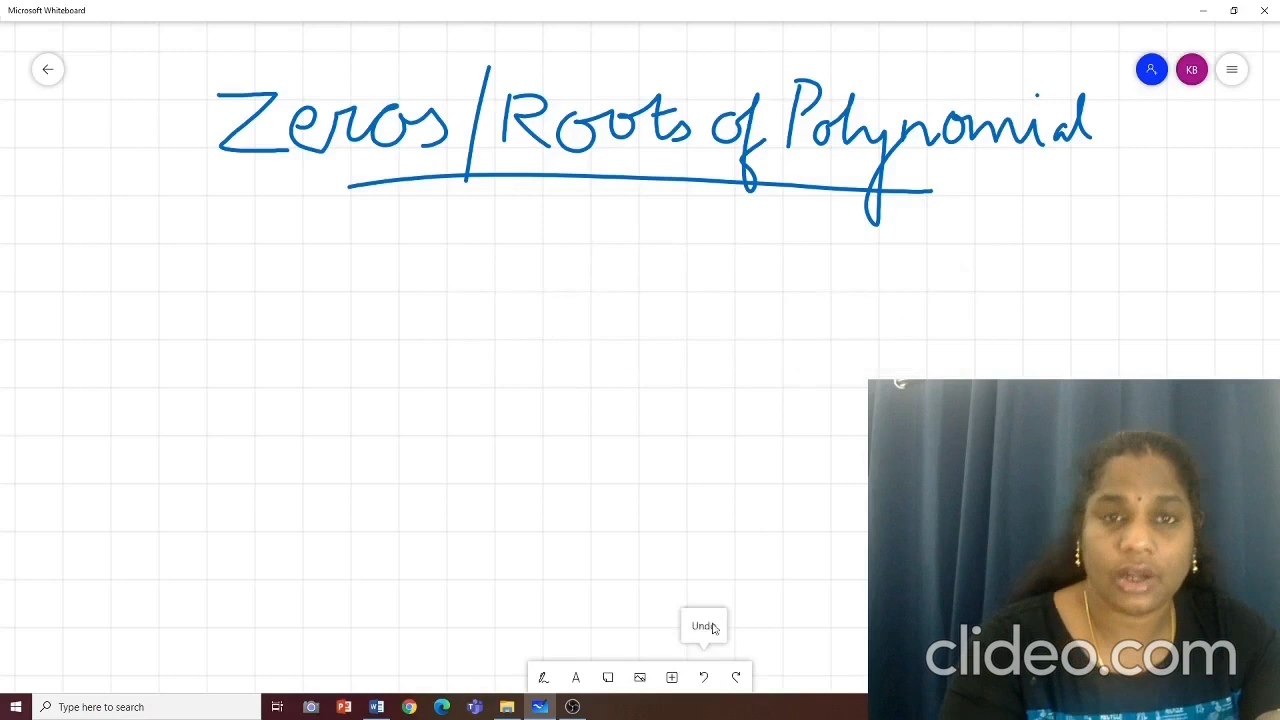 Microsoft Whiteboard
KB
Zeros/Roots of Polynomial
Undo
clideo.com
Type here to search